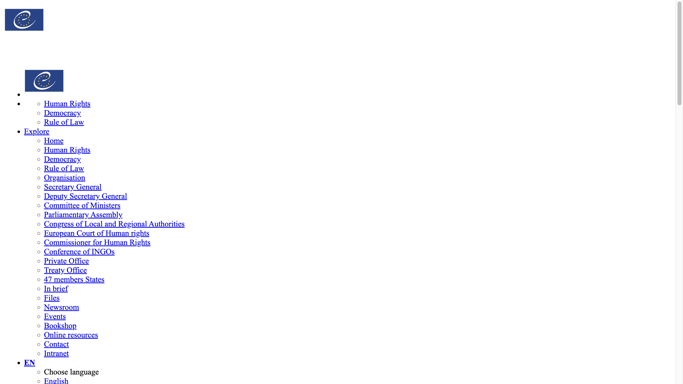 Human Rights
Democracy
Rule of Law
Explore
Home
Human Rights
Democracy
Rule of Law
Organisation
Secretary General
Deputy Secretary General
Committee of Ministers
Parliamentary Assembly
Congress of Local and Regional Authorities
European Court of Human rights
Commissioner for Human Rights
Conference of INGOs
Private Office
Treaty Office
47 members States
In brief
Files
Newsroom
Events
Bookshop
Online resources
Contact
Intranet
EN
Choose language
English